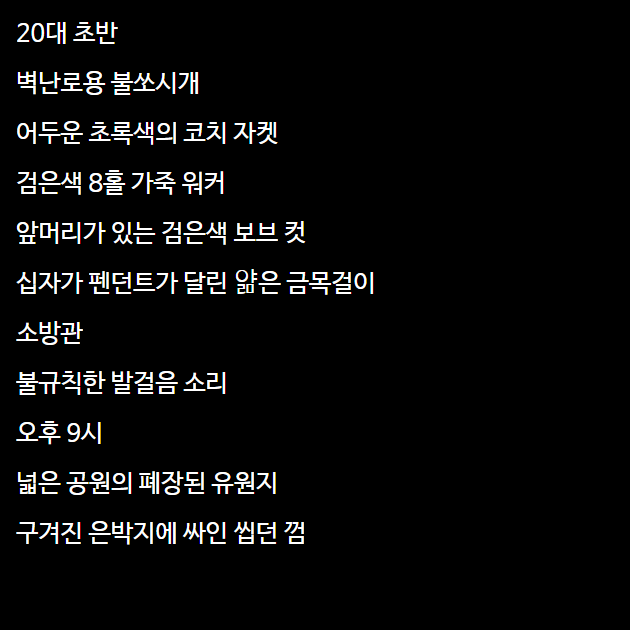 20대 초반
벽난로용 불쏘시개
어두운 초록색의 코치 자켓
검은색 8홀 가죽 워커
앞머리가 있는 검은색 보브 컷
십자가 펜던트가 달린 얇은 금목걸이
소방관
불규칙한 발걸음 소리
오후 9시
넓은 공원의 폐장된 유원지
구겨진 은박지에 싸인 씹던 껌